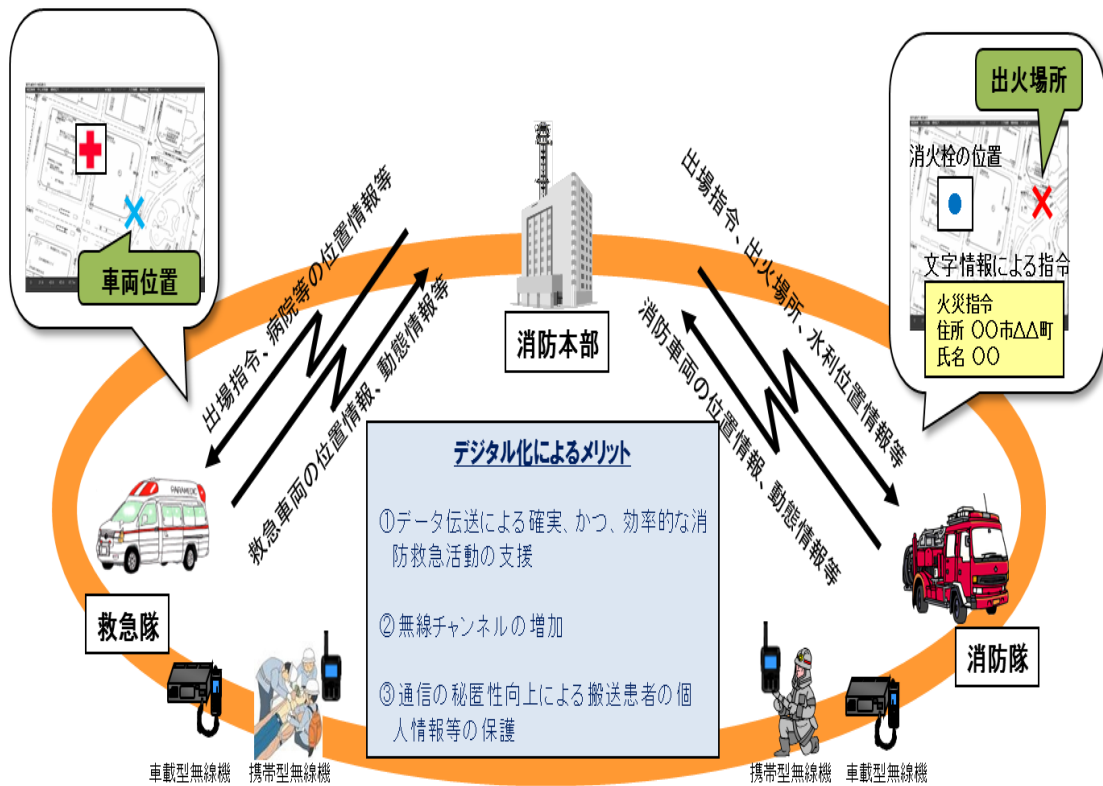 出火場所
消火栓の位置
文字情報による指令
火災指令
住所 〇〇市△△町
氏名 〇〇
車両位置
消防本部
出場指令、病院等の位置情報等
救急車両の位置情報、動態情報等
出場指令、出火場所、水利位置情報等
消防車両の位置情報、動態情報等
デジタル化によるメリット
①データ伝送による確実、かつ、効率的な消
防救急活動の支援
②無線チャンネルの増加
③通信の秘匿性向上による搬送患者の個
人情報等の保護
PARAMEDIC
救急隊
消防隊
車載型無線機
携帯型無線機
携帯型無線機
車載型無線機